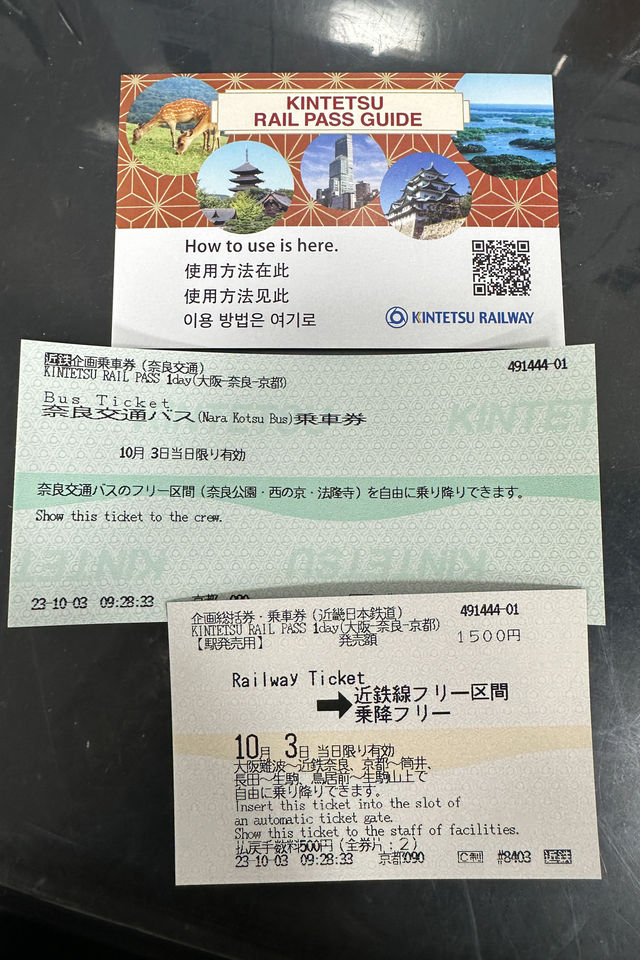 KINTETSU
RAIL PASS GUIDE
How to use is here.
使用方法在此
使用方法见此
이용 방법은 여기로
KINTETSU RAILWAY
近鉄企画乗車券（奈良交通） 491444-01
KINTETSU RAIL PASS 1day(大阪-奈良-京都)
Bus Ticket
奈良交通バス(Nara Kotsu Bus)乗車券
10月 3日当日限り有効
奈良交通バスのフリー区間（奈良公園・西の京・法隆寺）を自由に乗り降りできます。
Show this ticket to the crew.
23-10-03 09:28:33 京都 090
企画総括券・乗車券（近畿日本鉄道） 491444-01
KINTETSU RAIL PASS 1day(大阪-奈良-京都)
【駅発売用】 発売額 1500円
Railway Ticket
➡近鉄線フリー区間
乗降フリー
10月 3日 当日限り有効
大阪難波～近鉄奈良、京都～筒井、
長田～生駒、鳥居前～生駒山上で
自由に乗り降りできます。
Insert this ticket into the slot of
an automatic ticket gate.
Show this ticket to the staff of facilities.
払戻手数料500円（全券片：2）
23-10-03 09:28:33 京都090 C制 #8403 近鉄